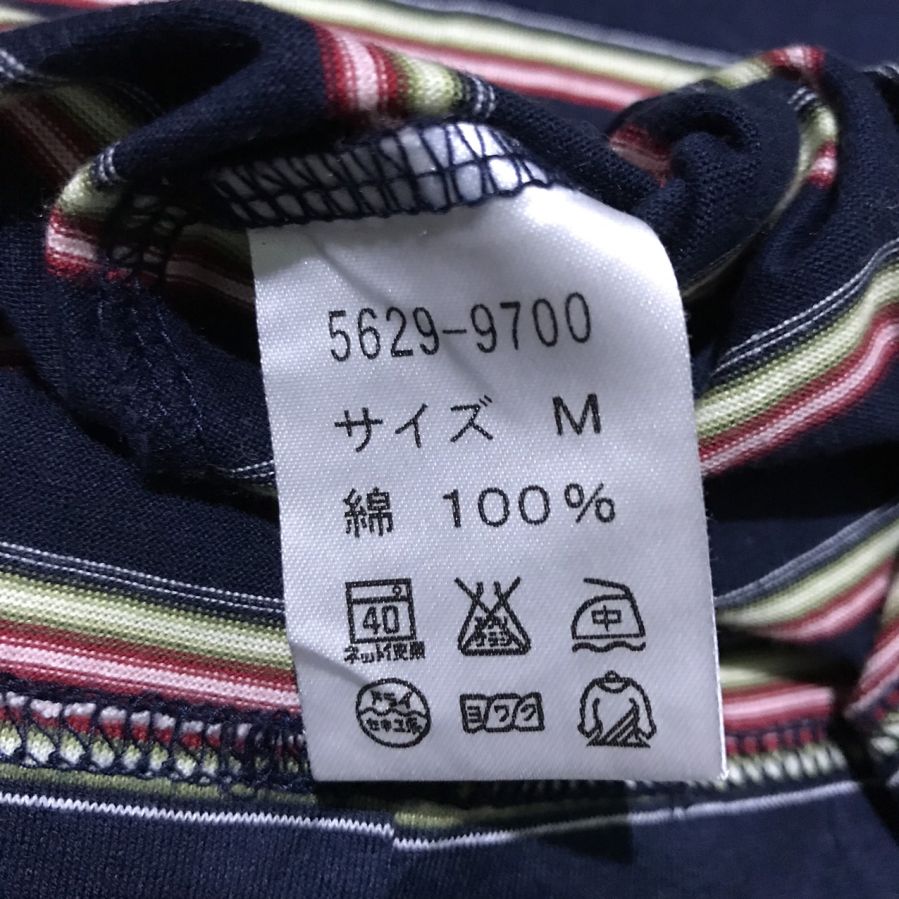 5629-9700
サイズ M
綿 100%
40 中
ネット使用
ドライ ヨワク
セキユ系